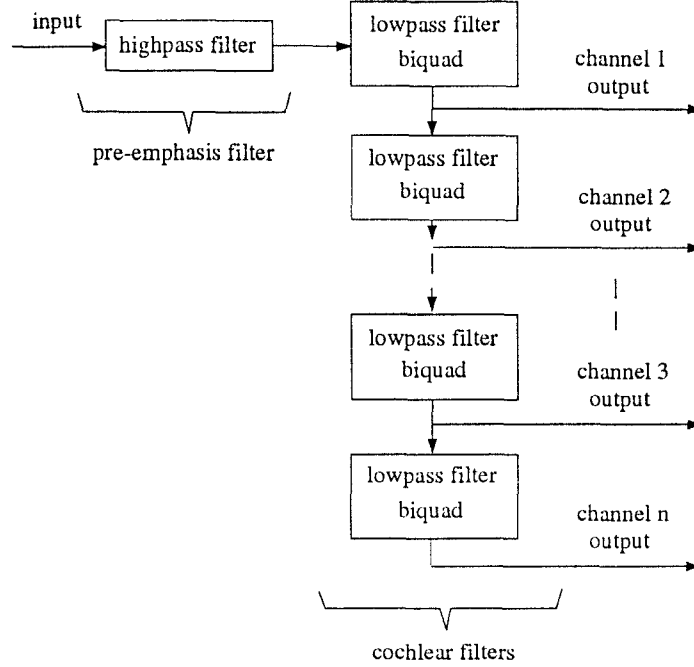 input
highpass filter
pre-emphasis filter
lowpass filter
biquad
channel 1
output
lowpass filter
biquad
channel 2
output
lowpass filter
biquad
channel 3
output
lowpass filter
biquad
channel n
output
cochlear filters